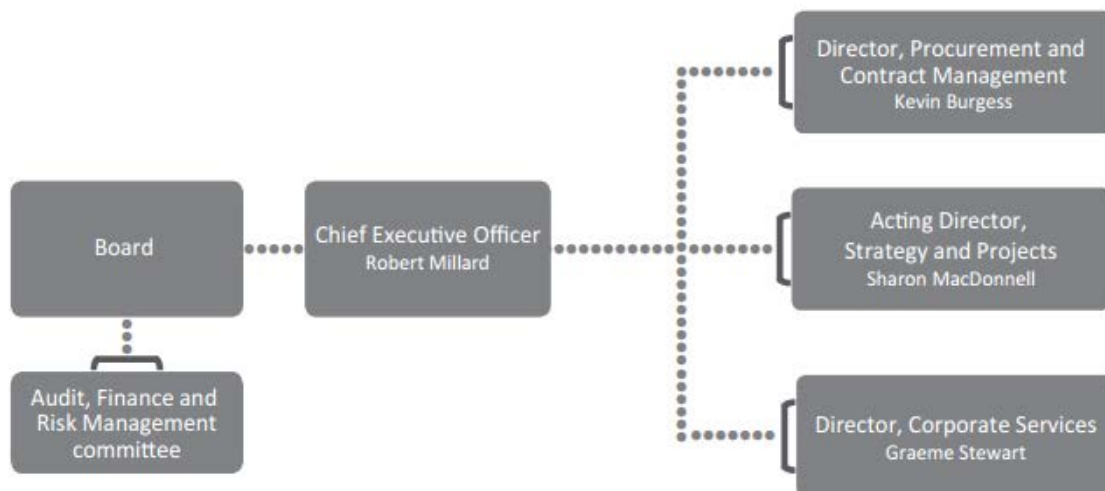 Board
Audit, Finance and
Risk Management
committee
Chief Executive Officer
Robert Millard
Director, Procurement and
Contract Management
Kevin Burgess
Acting Director,
Strategy and Projects
Sharon MacDonnell
Director, Corporate Services
Graeme Stewart